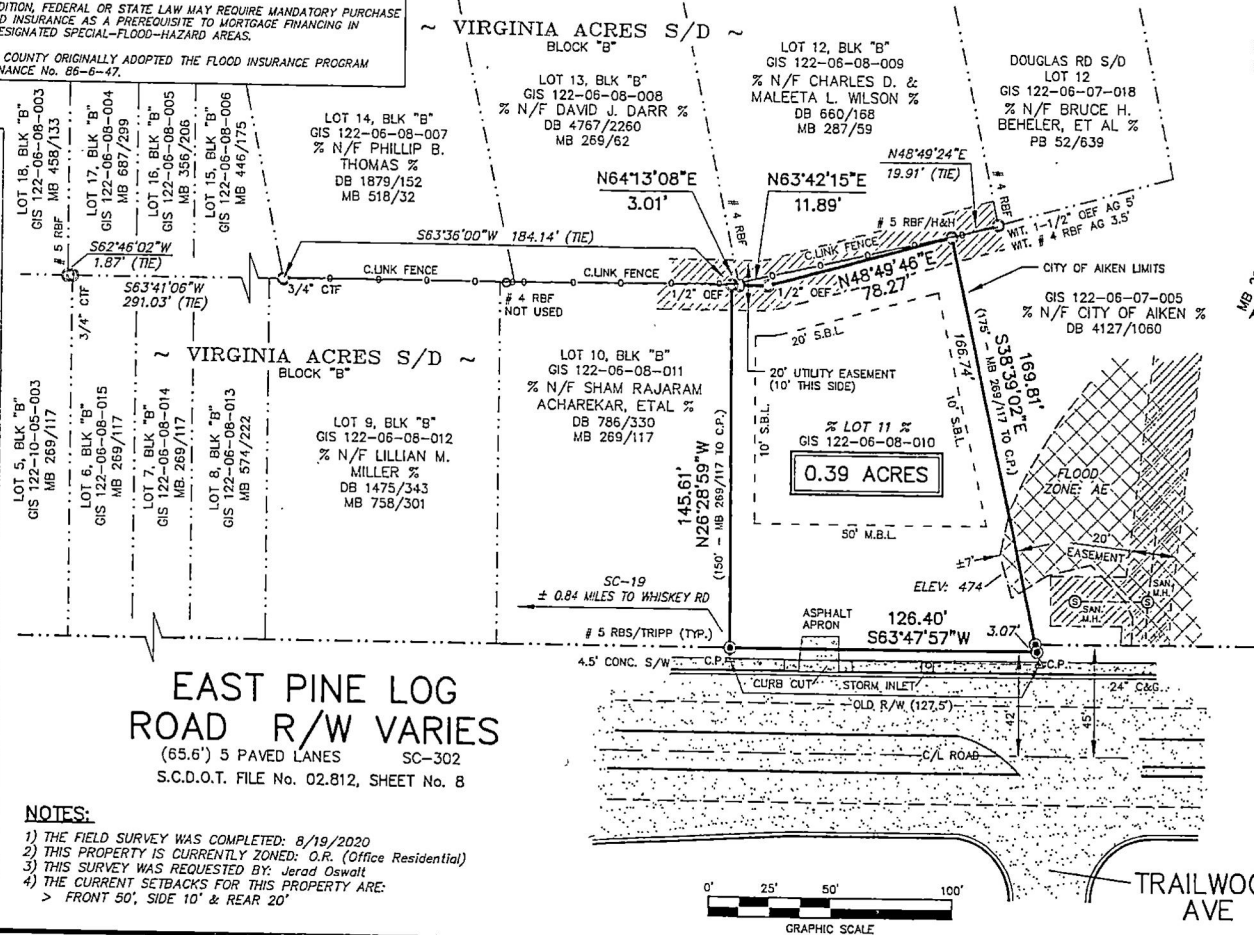 DITION, FEDERAL OR STATE LAW MAY REQUIRE MANDATORY PURCHASE
D INSURANCE AS A PREREQUISITE TO MORTGAGE FINANCING IN
ESIGNATED SPECIAL-FLOOD-HAZARD AREAS.
COUNTY ORIGINALLY ADOPTED THE FLOOD INSURANCE PROGRAM
NANCE No. 86-6-47.
~ VIRGINIA ACRES S/D ~
BLOCK "B"
LOT 18, BLK "B"
GIS 122-06-08-003
MB 458/133
LOT 17, BLK "B"
GIS 122-06-08-004
MB 687/299
LOT 16, BLK "B"
GIS 122-06-08-005
MB 356/206
LOT 15, BLK "B"
GIS 122-06-08-006
MB 446/175
LOT 14, BLK "B"
GIS 122-06-08-007
% N/F PHILLIP B.
THOMAS %
DB 1879/152
MB 518/32
LOT 13, BLK "B"
GIS 122-06-08-008
% N/F DAVID J. DARR %
DB 4767/2260
MB 269/62
LOT 12, BLK "B"
GIS 122-06-08-009
% N/F CHARLES D. &
MALEETA L. WILSON %
DB 660/168
MB 287/59
DOUGLAS RD S/D
LOT 12
GIS 122-06-07-018
% N/F BRUCE H.
BEHELER, ET AL %
PB 52/639
N48°49'24"E
19.91' (TIE)
N64°13'08"E
3.01'
N63°42'15"E
11.89'
# 4 RBF
# 4 RBF
# 5 RBF/H&H
WIT. 1-1/2" OEF AG 5'
WIT. # 4 RBF AG 3.5'
# 5 RBF
S62°46'02"W
1.87' (TIE)
S63°36'00"W 184.14' (TIE)
C.LINK FENCE
C.LINK FENCE
C.LINK FENCE
S63°41'06"W
291.03' (TIE)
3/4" CTF
3/4" CTF
# 4 RBF
NOT USED
1/2" OEF
1/2" OEF
N48°49'46"E
78.27'
CITY OF AIKEN LIMITS
GIS 122-06-07-005
% N/F CITY OF AIKEN %
DB 4127/1060
MB
~ VIRGINIA ACRES S/D ~
BLOCK "B"
LOT 5, BLK "B"
GIS 122-10-05-003
MB 269/117
LOT 6, BLK "B"
GIS 122-06-08-015
MB 269/117
LOT 7, BLK "B"
GIS 122-06-08-014
MB 269/117
LOT 8, BLK "B"
GIS 122-06-08-013
MB 574/222
LOT 9, BLK "B"
GIS 122-06-08-012
% N/F LILLIAN M.
MILLER %
DB 1475/343
MB 758/301
LOT 10, BLK "B"
GIS 122-06-08-011
% N/F SHAM RAJARAM
ACHAREKAR, ETAL %
DB 786/330
MB 269/117
20' S.B.L.
20' UTILITY EASEMENT
(10' THIS SIDE)
10' S.B.L.
166.74'
10' S.B.L.
169.81'
S38°39'02"E
(175' - MB 269/117 TO C.P.)
% LOT 11 %
GIS 122-06-08-010
0.39 ACRES
50' M.B.L.
145.61'
N26°28'59"W
(150' - MB 269/117 TO C.P.)
FLOOD
ZONE: AE
20'
EASEMENT
±7'
ELEV: 474
SAN.
M.H.
SAN.
M.H.
S
S
SC-19
± 0.84 MILES TO WHISKEY RD
# 5 RBS/TRIPP (TYP.)
ASPHALT
APRON
126.40'
S63°47'57"W
3.07'
4.5' CONC. S/W
C.P.
C.P.
CURB CUT
STORM INLET
24" C&G
OLD R/W (127.5')
42'
45'
C/L ROAD
EAST PINE LOG
ROAD R/W VARIES
(65.6') 5 PAVED LANES SC-302
S.C.D.O.T. FILE No. 02.812, SHEET No. 8
NOTES:
1) THE FIELD SURVEY WAS COMPLETED: 8/19/2020
2) THIS PROPERTY IS CURRENTLY ZONED: O.R. (Office Residential)
3) THIS SURVEY WAS REQUESTED BY: Jerad Oswalt
4) THE CURRENT SETBACKS FOR THIS PROPERTY ARE:
> FRONT 50', SIDE 10' & REAR 20'
0' 25' 50' 100'
GRAPHIC SCALE
TRAILWOO
AVE